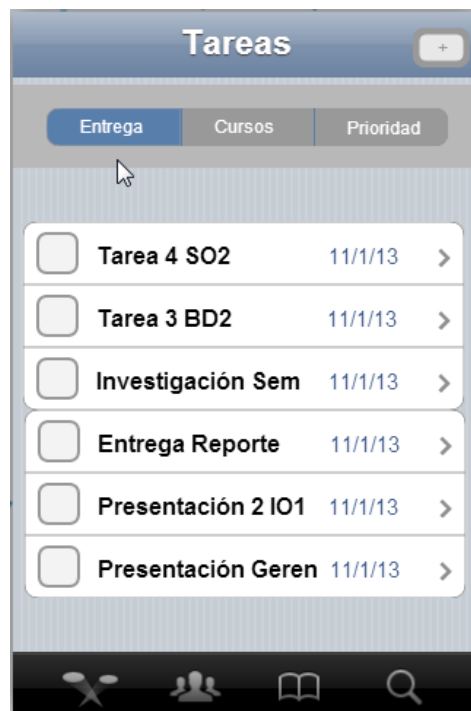 Tareas +
Entrega Cursos Prioridad
Tarea 4 SO2 11/1/13
Tarea 3 BD2 11/1/13
Investigación Sem 11/1/13
Entrega Reporte 11/1/13
Presentación 2 IO1 11/1/13
Presentación Geren 11/1/13